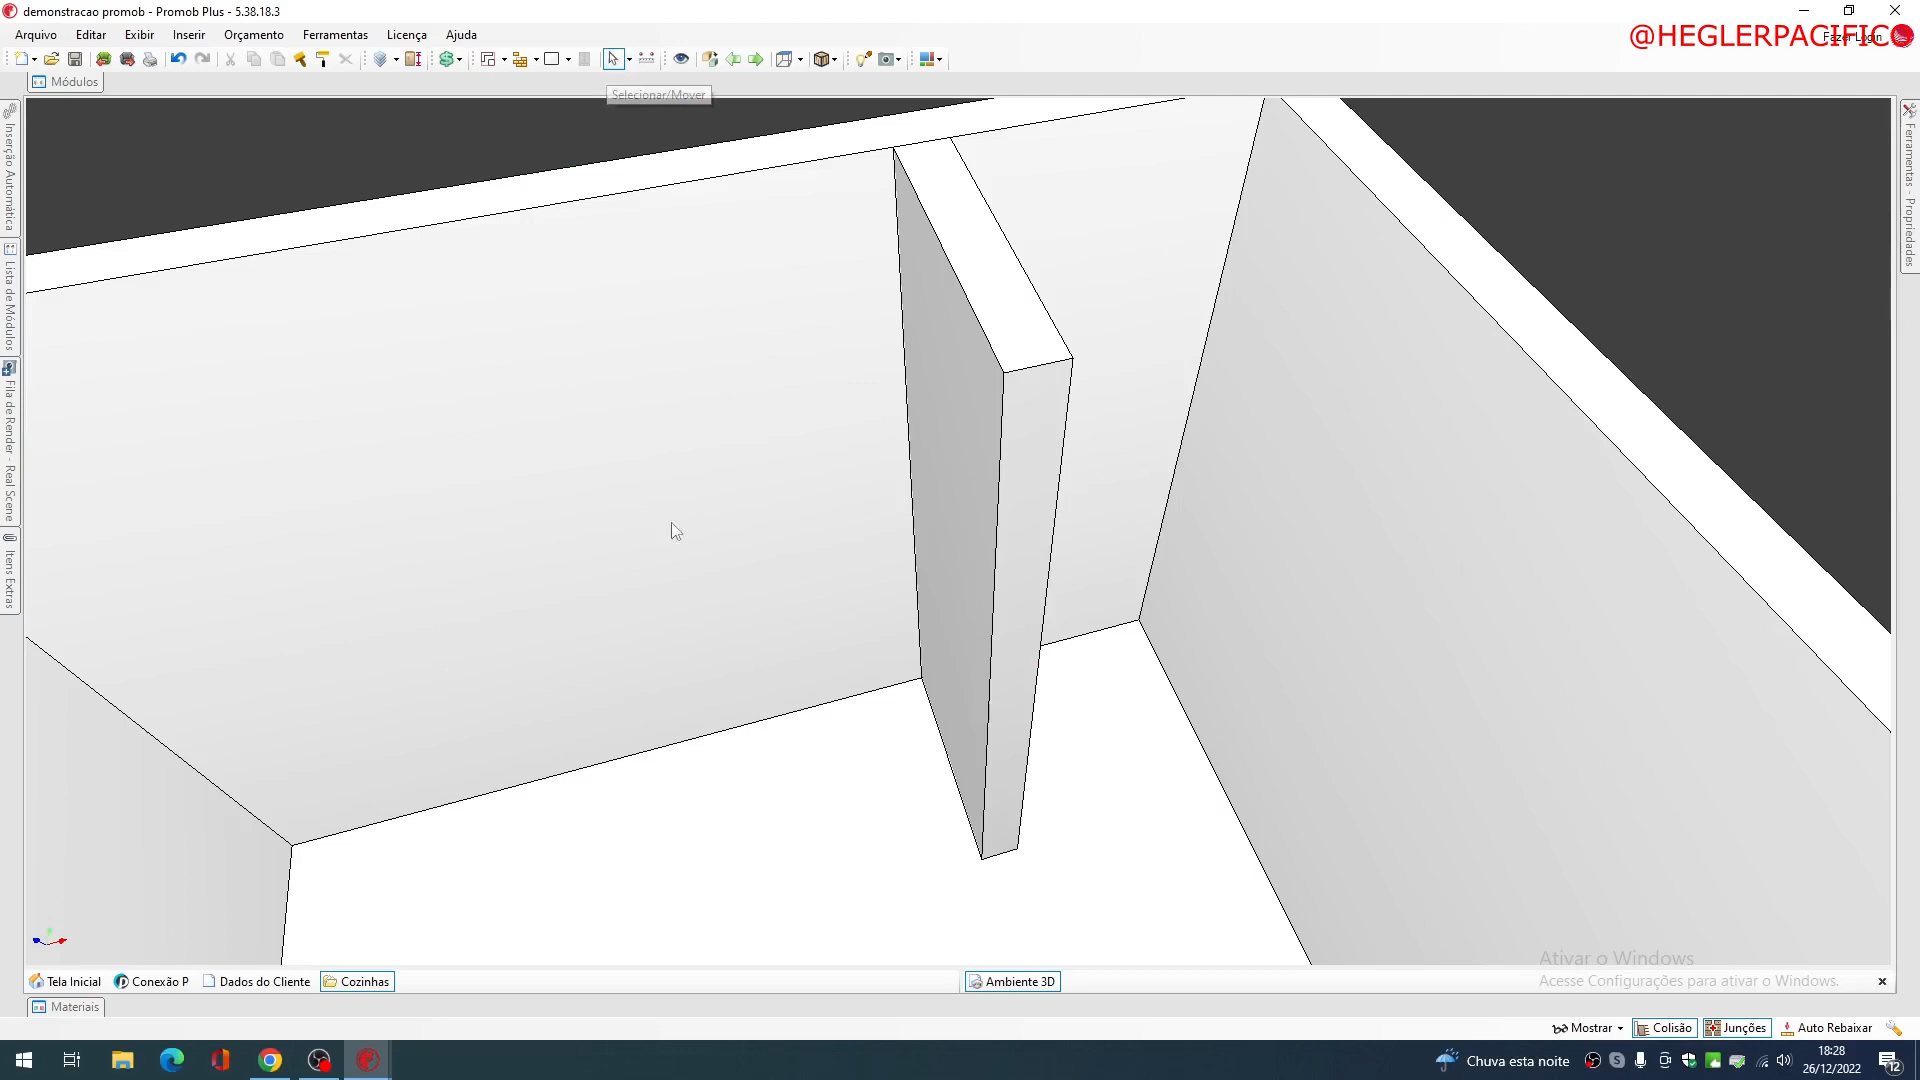 demonstracao promob - Promob Plus - 5.38.18.3
Arquivo Editar Exibir Inserir Orçamento Ferramentas Licença Ajuda
@HEGLERPACIFICO
Fazer Login
Módulos
Selecionar/Mover
Inserção Automática
Lista de Módulos
Fila de Render - Real Scene
Itens Extras
Ferramentas - Propriedades
Ativar o Windows
Acesse Configurações para ativar o Windows.
Tela Inicial Conexão P Dados do Cliente Cozinhas Ambiente 3D
Materiais
Mostrar Colisão Junções Auto Rebaixar
Chuva esta noite
18:28
26/12/2022
12